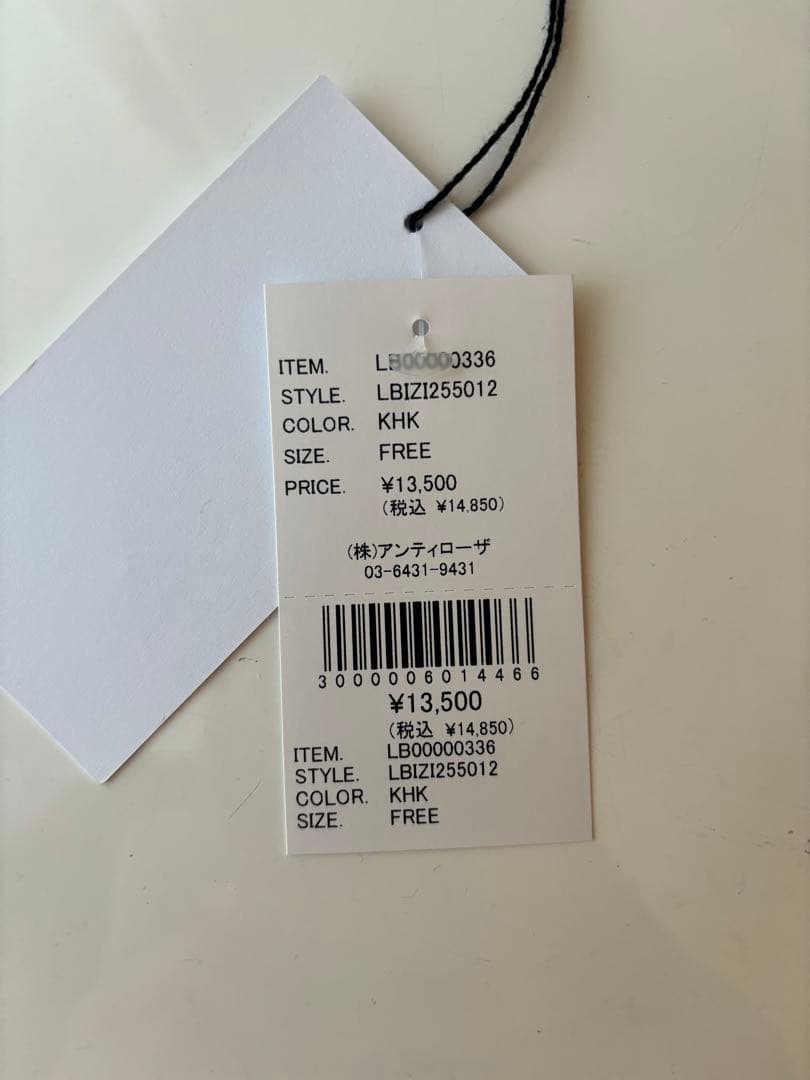 ITEM. LB00000336
STYLE. LBIZI255012
COLOR. KHK
SIZE. FREE
PRICE. ¥13,500
(税込 ¥14,850)
(株)アンティローザ
03-6431-9431
3000006014466
¥13,500
(税込 ¥14,850)
ITEM. LB00000336
STYLE. LBIZI255012
COLOR. KHK
SIZE. FREE